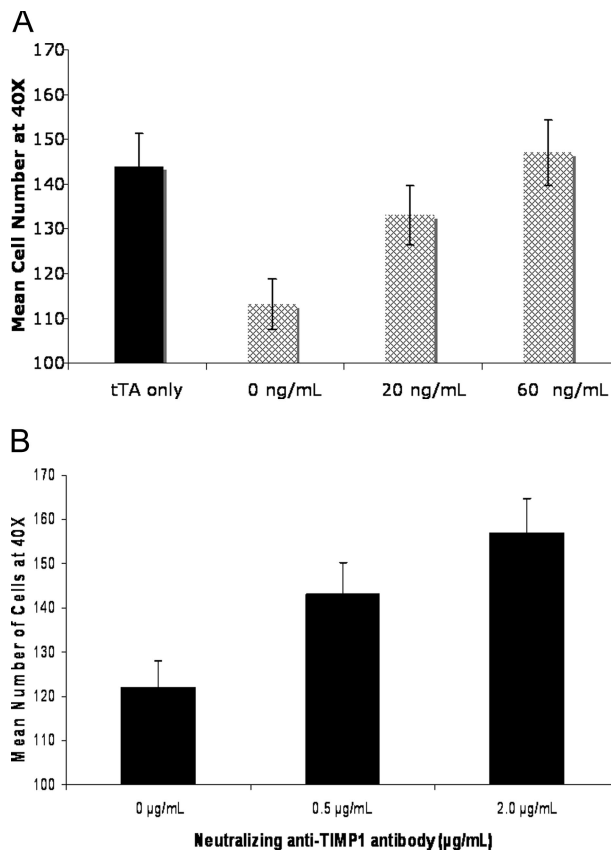 A
Mean Cell Number at 40X
170
160
150
140
130
120
110
100
tTA only
0 ng/mL
20 ng/mL
60 ng/mL
B
Mean Number of Cells at 40X
170
160
150
140
130
120
110
100
0 µg/mL
0.5 µg/mL
2.0 µg/mL
Neutralizing anti-TIMP1 antibody (µg/mL)